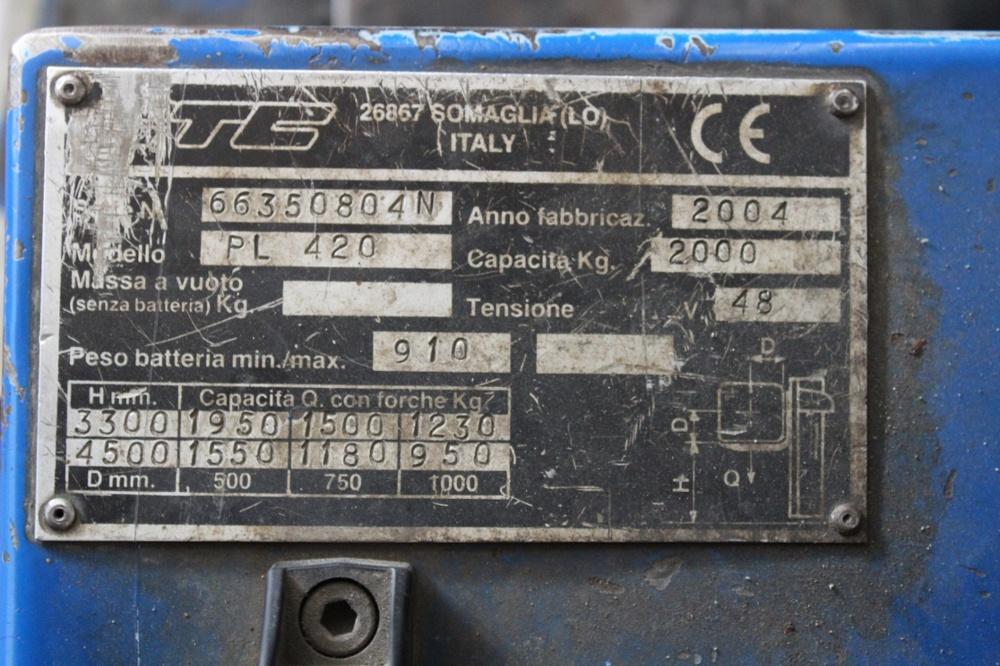 26867 SOMAGLIA (LO)
ITALY
CE
66350804N
Anno fabbricaz. 2004
Modello PL 420
Capacità Kg. 2000
Massa a vuoto
(senza batteria) Kg.
Tensione V 48
Peso batteria min./max. 910
H mm. Capacità Q. con forche Kg.
3300 1950 1500 1230
4500 1550 1180 950
D mm. 500 750 1000
D
D
Q
H